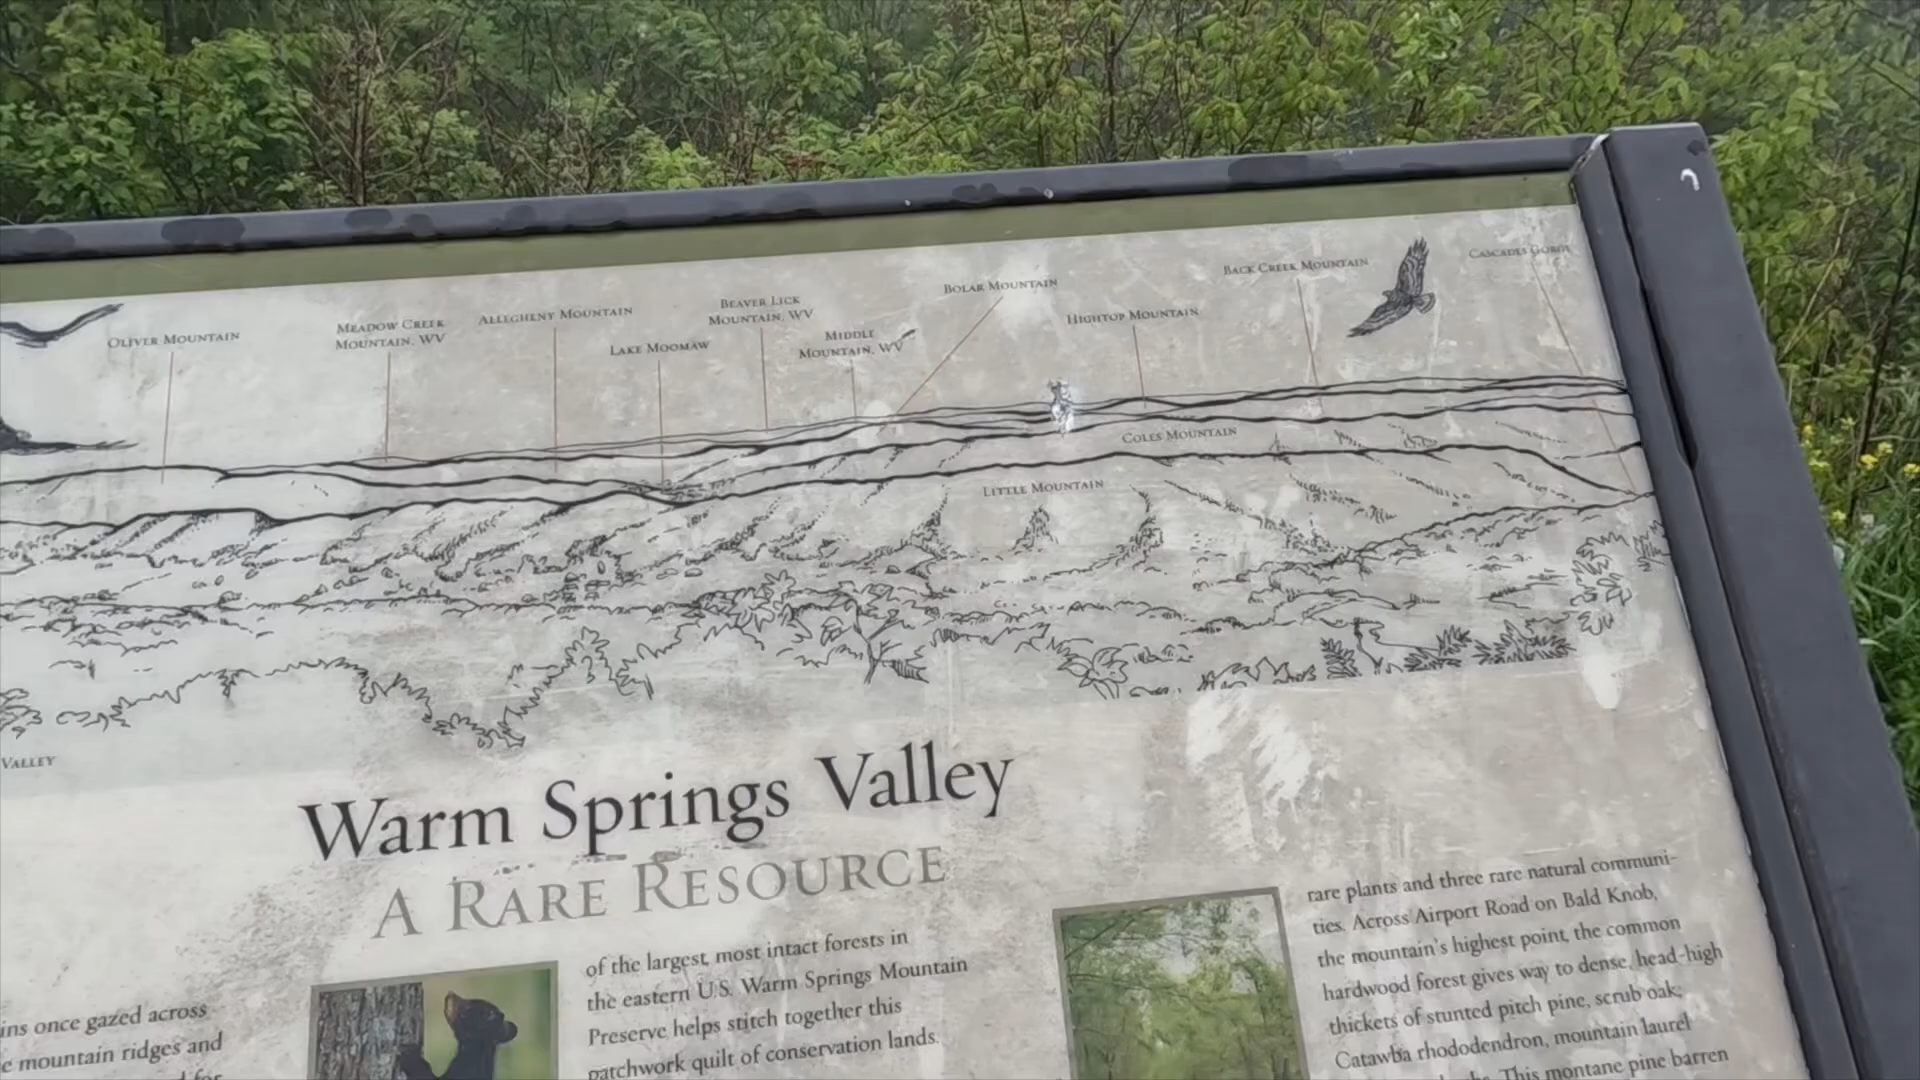 OLIVER MOUNTAIN
MEADOW CREEK
MOUNTAIN, WV
ALLEGHENY MOUNTAIN
LAKE MOOMAW
BEAVER LICK
MOUNTAIN, WV
MIDDLE
MOUNTAIN, WV
BOLAR MOUNTAIN
HIGHTOP MOUNTAIN
BACK CREEK MOUNTAIN
CASCADES GORGE
COLES MOUNTAIN
LITTLE MOUNTAIN
VALLEY
Warm Springs Valley
A RARE RESOURCE
ins once gazed across
e mountain ridges and
for
of the largest, most intact forests in
the eastern U.S. Warm Springs Mountain
Preserve helps stitch together this
patchwork quilt of conservation lands.
rare plants and three rare natural communi-
ties. Across Airport Road on Bald Knob,
the mountain's highest point, the common
hardwood forest gives way to dense, head-high
thickets of stunted pitch pine, scrub oak,
Catawba rhododendron, mountain laurel
This montane pine barren